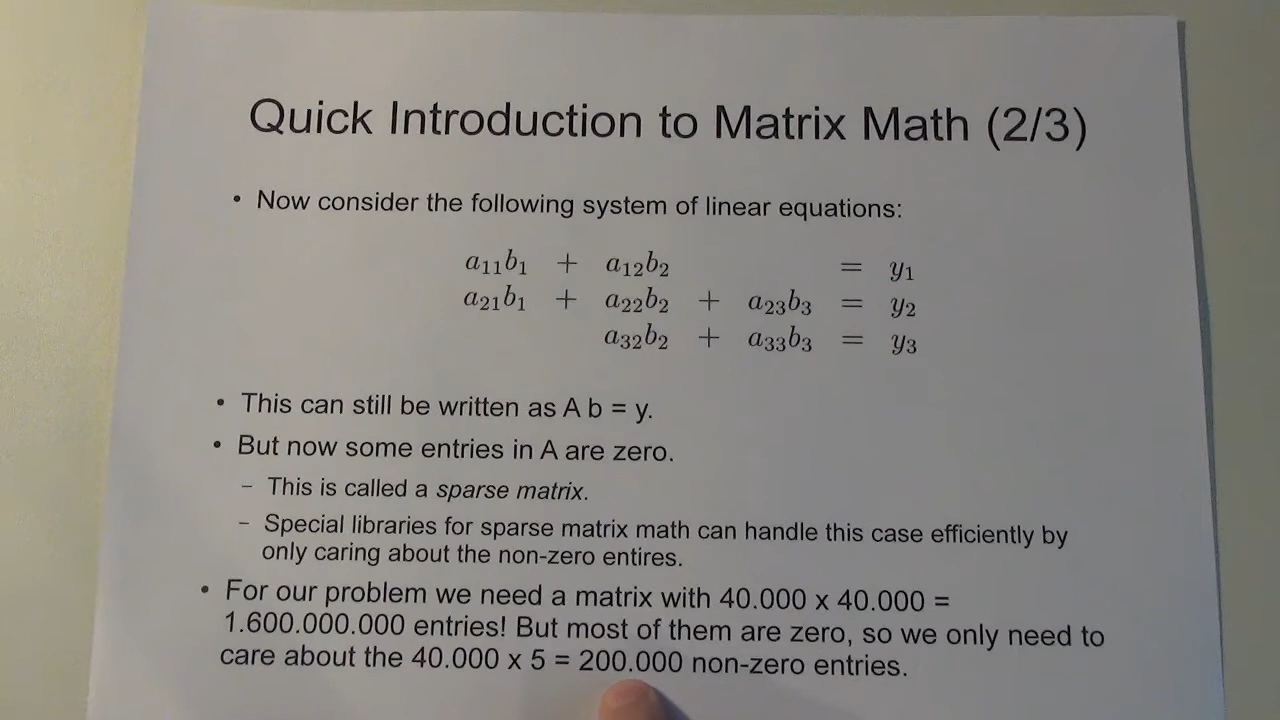 Quick Introduction to Matrix Math (2/3)
• Now consider the following system of linear equations:
a₁₁b₁ + a₁₂b₂ = y₁
a₂₁b₁ + a₂₂b₂ + a₂₃b₃ = y₂
a₃₂b₂ + a₃₃b₃ = y₃
• This can still be written as A b = y.
• But now some entries in A are zero.
– This is called a sparse matrix.
– Special libraries for sparse matrix math can handle this case efficiently by
only caring about the non-zero entires.
• For our problem we need a matrix with 40.000 x 40.000 =
1.600.000.000 entries! But most of them are zero, so we only need to
care about the 40.000 x 5 = 200.000 non-zero entries.